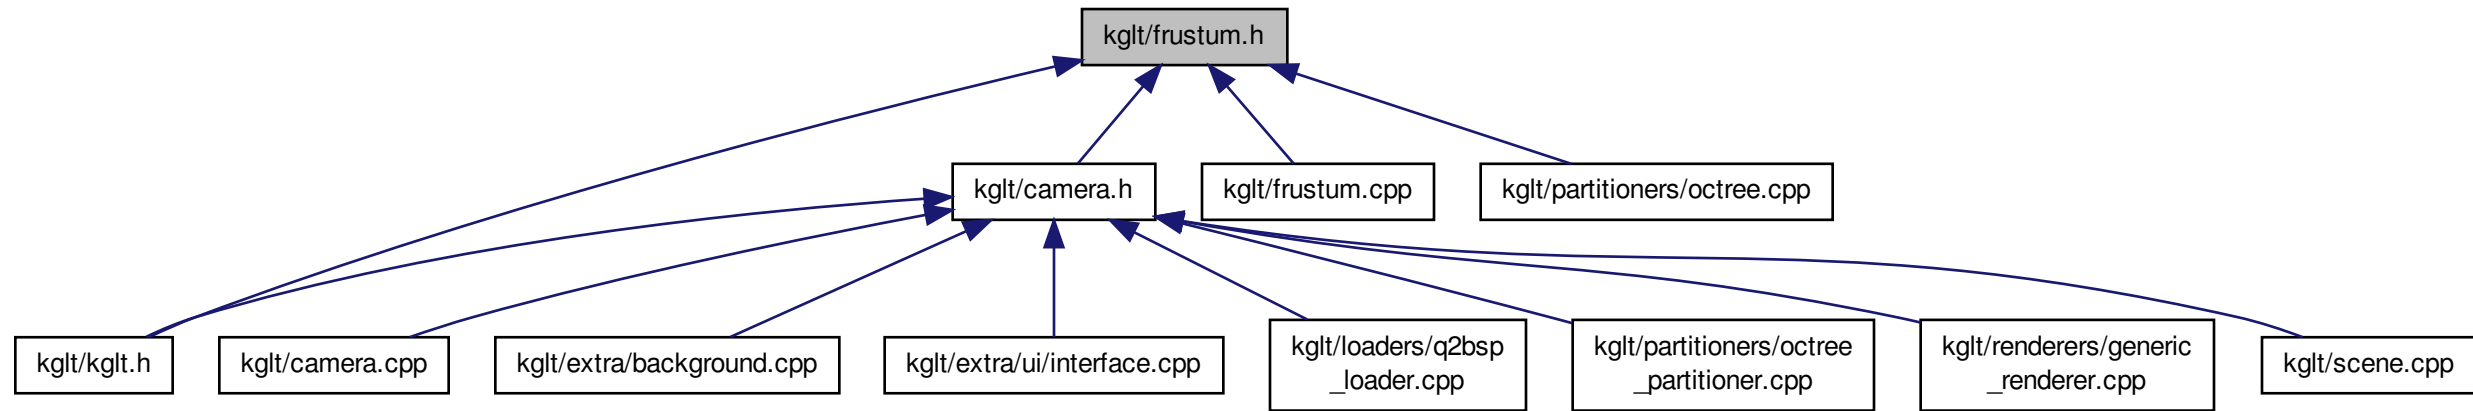 kglt/frustum.h
kglt/camera.h
kglt/frustum.cpp
kglt/partitioners/octree.cpp
kglt/kglt.h
kglt/camera.cpp
kglt/extra/background.cpp
kglt/extra/ui/interface.cpp
kglt/loaders/q2bsp
_loader.cpp
kglt/partitioners/octree
_partitioner.cpp
kglt/renderers/generic
_renderer.cpp
kglt/scene.cpp